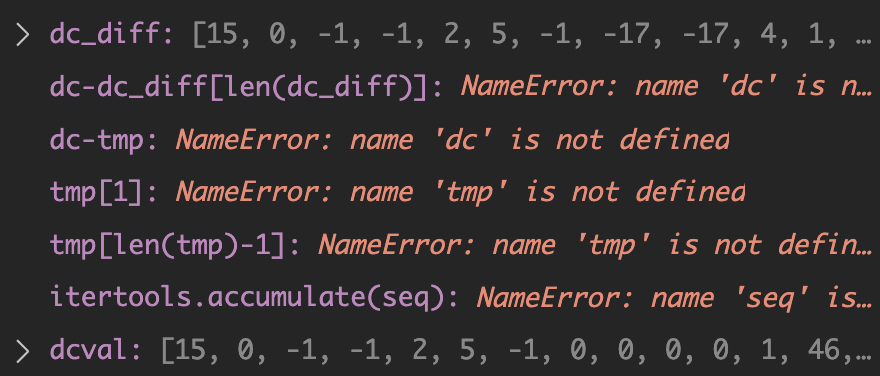 dc_diff: [15, 0, -1, -1, 2, 5, -1, -17, -17, 4, 1, …
dc-dc_diff[len(dc_diff)]: NameError: name 'dc' is n…
dc-tmp: NameError: name 'dc' is not defined
tmp[1]: NameError: name 'tmp' is not defined
tmp[len(tmp)-1]: NameError: name 'tmp' is not defin…
itertools.accumulate(seq): NameError: name 'seq' is…
dcval: [15, 0, -1, -1, 2, 5, -1, 0, 0, 0, 0, 1, 46,…